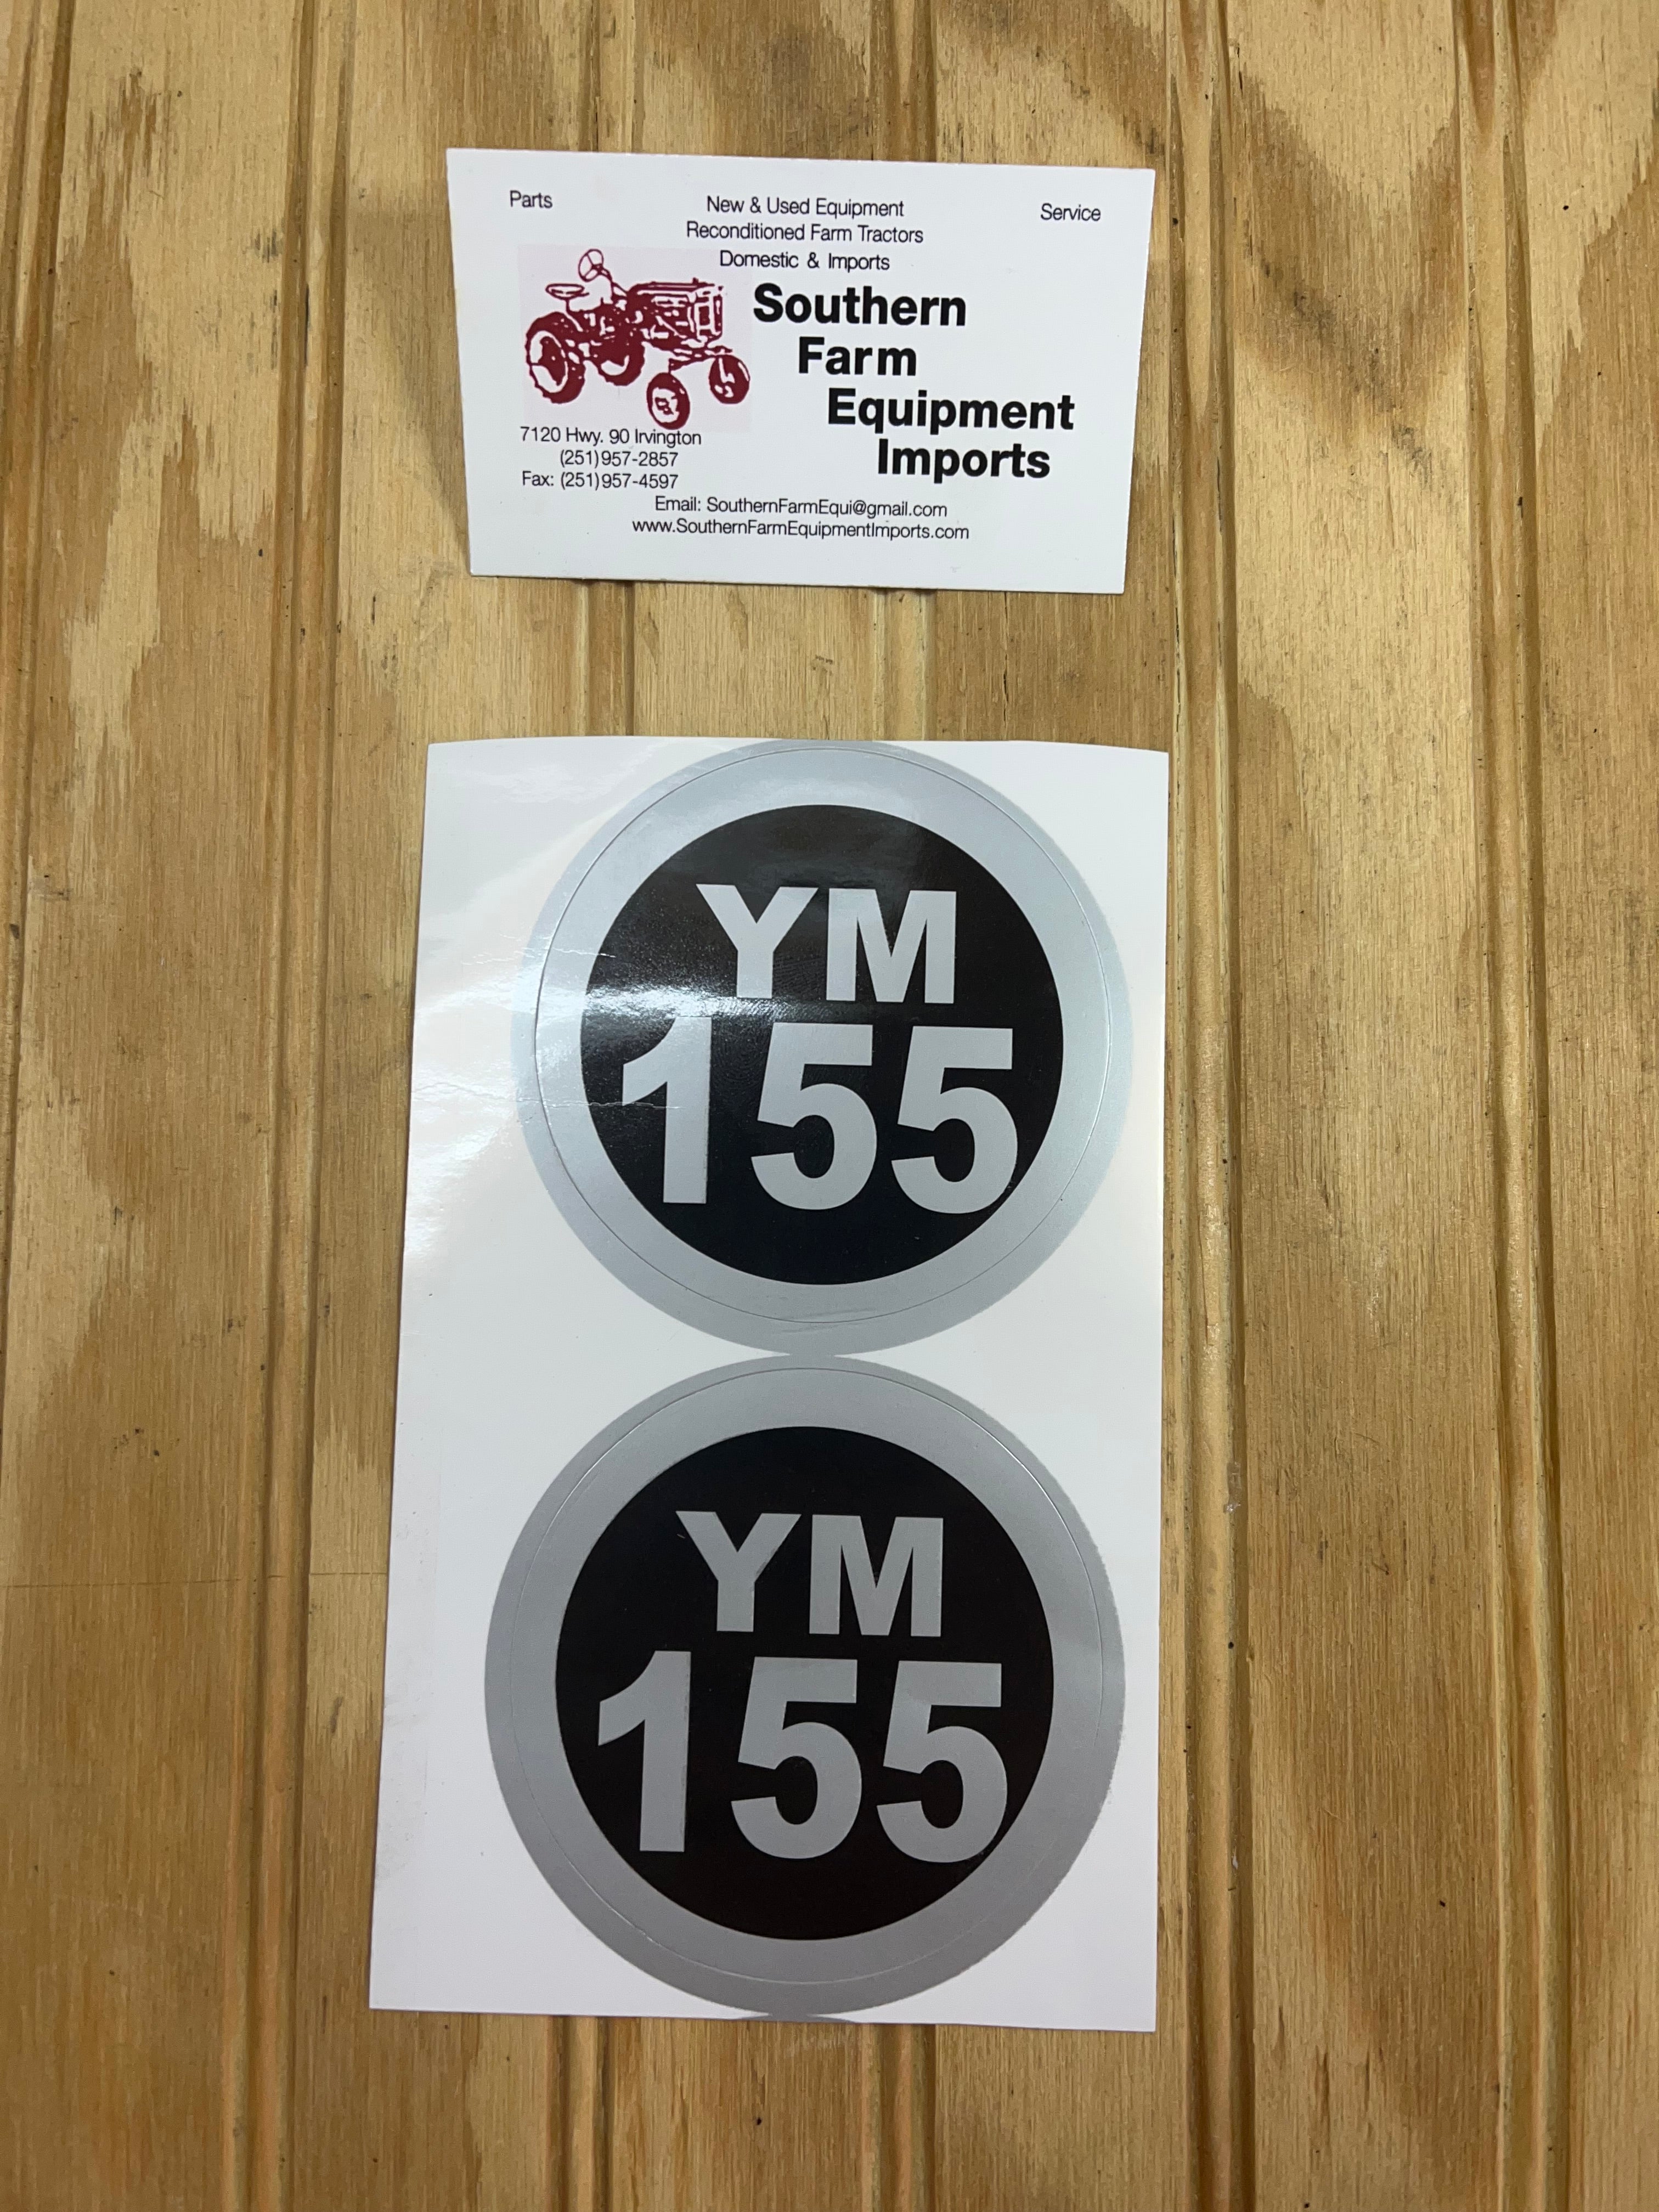 Parts
New & Used Equipment
Service
Reconditioned Farm Tractors
Domestic & Imports
Southern
Farm
Equipment
Imports
7120 Hwy. 90 Irvington
(251)957-2857
Fax: (251)957-4597
Email: SouthernFarmEqui@gmail.com
www.SouthernFarmEquipmentImports.com
YM
155
YM
155